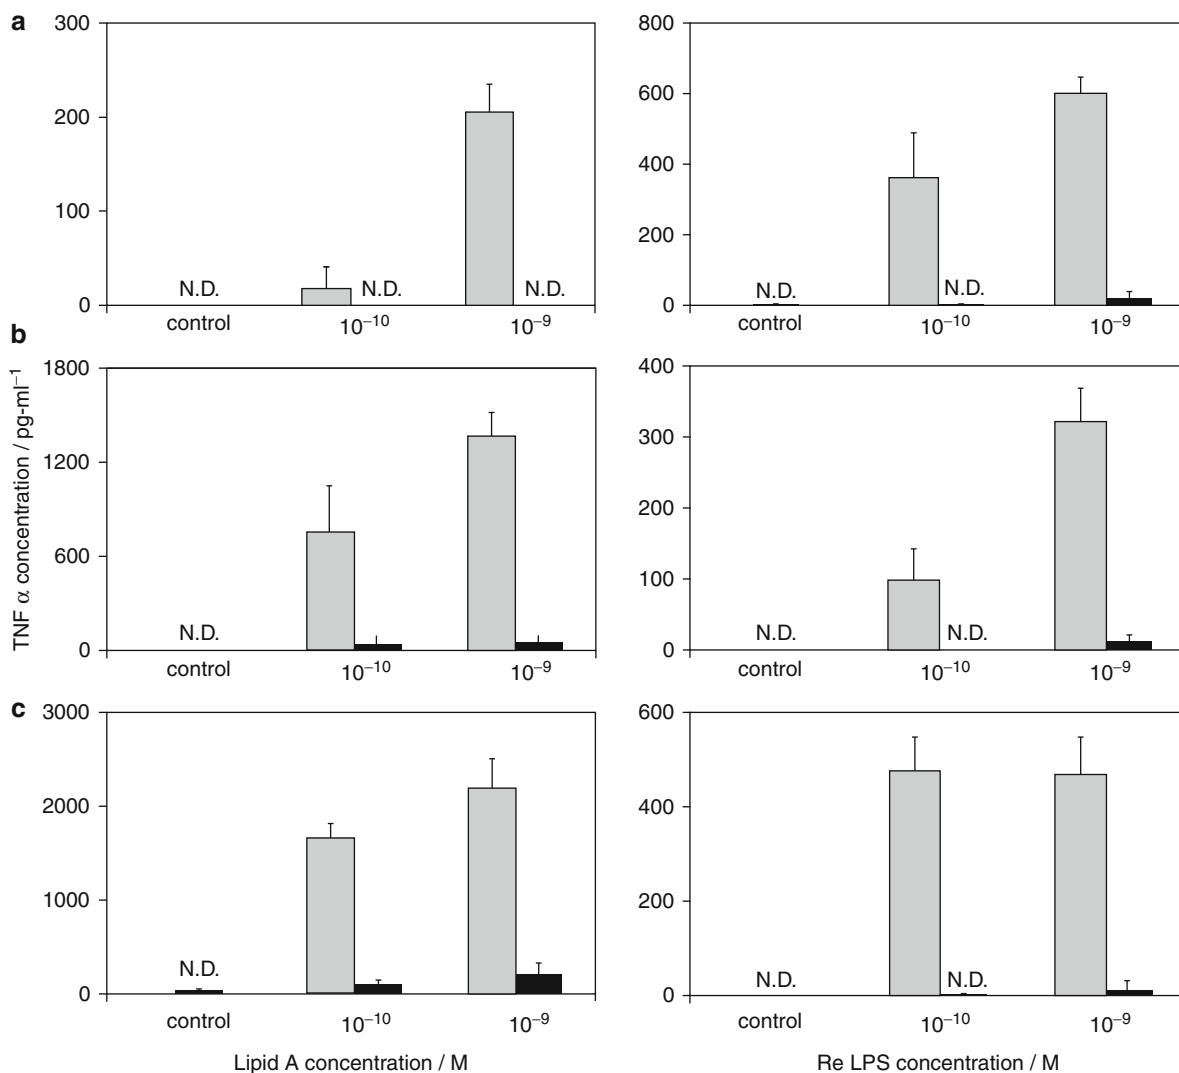 a
300
200
100
0
N.D.
N.D.
N.D.
control
10⁻¹⁰
10⁻⁹
800
600
400
200
0
N.D.
N.D.
control
10⁻¹⁰
10⁻⁹
b
TNF α concentration / pg-ml⁻¹
1800
1200
600
0
N.D.
control
10⁻¹⁰
10⁻⁹
400
300
200
100
0
N.D.
N.D.
control
10⁻¹⁰
10⁻⁹
c
3000
2000
1000
0
N.D.
control
10⁻¹⁰
10⁻⁹
Lipid A concentration / M
600
400
200
0
N.D.
N.D.
control
10⁻¹⁰
10⁻⁹
Re LPS concentration / M